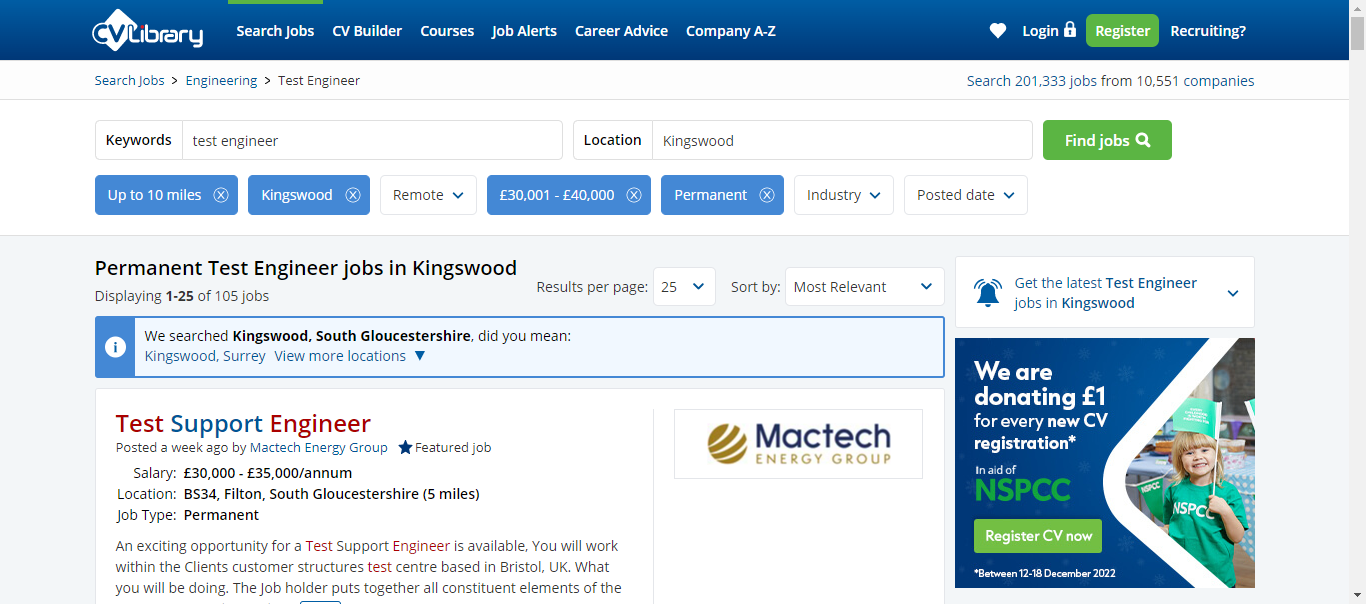 CVLibrary
Search Jobs CV Builder Courses Job Alerts Career Advice Company A-Z Login Register Recruiting?
Search Jobs > Engineering > Test Engineer Search 201,333 jobs from 10,551 companies
Keywords test engineer Location Kingswood Find jobs
Up to 10 miles Kingswood Remote £30,001 - £40,000 Permanent Industry Posted date
Permanent Test Engineer jobs in Kingswood
Displaying 1-25 of 105 jobs
Results per page: 25 Sort by: Most Relevant
We searched Kingswood, South Gloucestershire, did you mean:
Kingswood, Surrey View more locations ▼
Test Support Engineer
Posted a week ago by Mactech Energy Group ★ Featured job
Salary: £30,000 - £35,000/annum
Location: BS34, Filton, South Gloucestershire (5 miles)
Job Type: Permanent
An exciting opportunity for a Test Support Engineer is available, You will work
within the Clients customer structures test centre based in Bristol, UK. What
you will be doing. The Job holder puts together all constituent elements of the
Mactech
ENERGY GROUP
Get the latest Test Engineer
jobs in Kingswood
We are
donating £1
for every new CV
registration*
In aid of
NSPCC
Register CV now
*Between 12-18 December 2022
NSPCC
NSPCC